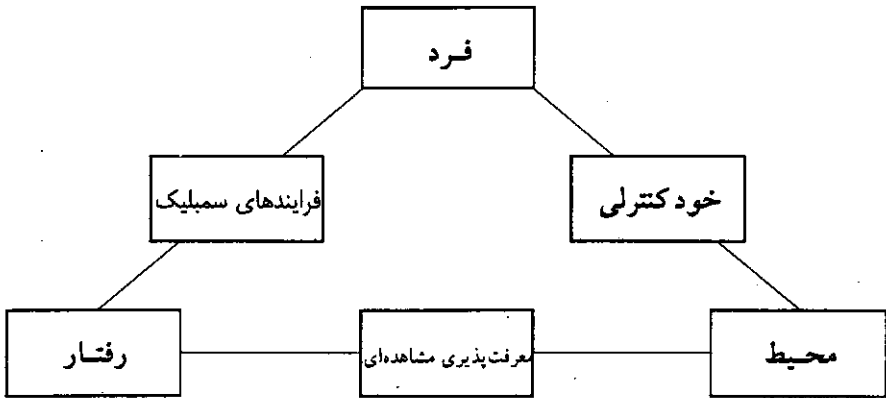 فرد
خودکنترلی
فرایندهای سمبلیک
محیط
معرفت‌پذیری مشاهده‌ای
رفتار